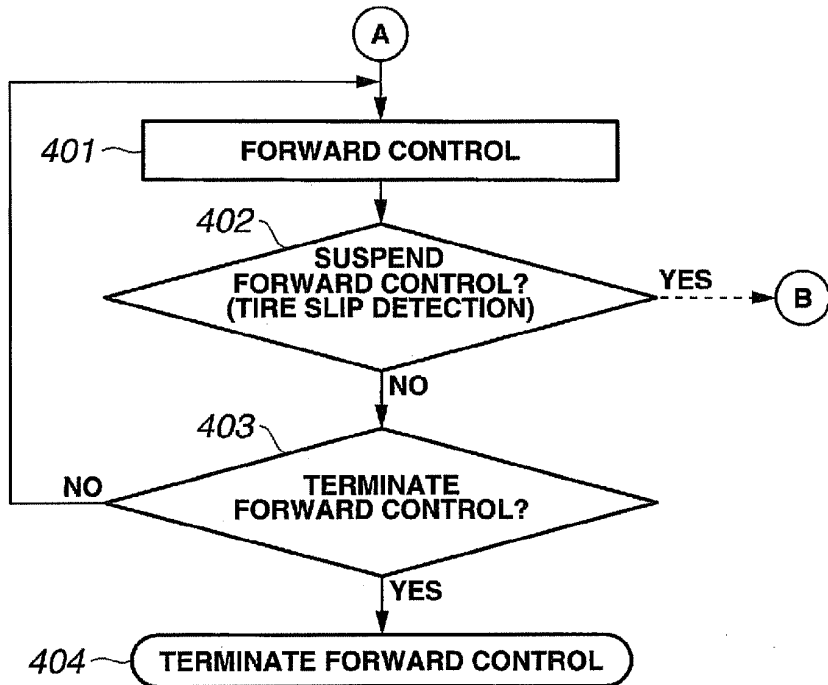 A
401
FORWARD CONTROL
402
SUSPEND
FORWARD CONTROL?
(TIRE SLIP DETECTION)
YES
B
NO
403
NO
TERMINATE
FORWARD CONTROL?
YES
404
TERMINATE FORWARD CONTROL